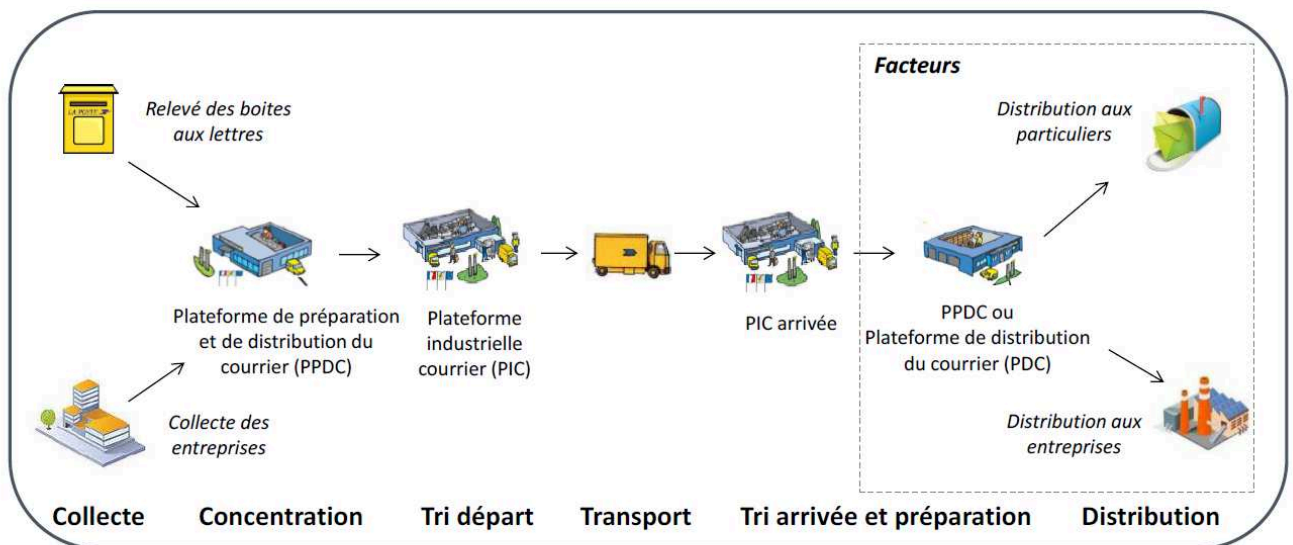 Facteurs
Relevé des boites
aux lettres
LA POSTE
Distribution aux
particuliers
Plateforme de préparation
et de distribution du
courrier (PPDC)
Plateforme
industrielle
courrier (PIC)
PIC arrivée
PPDC ou
Plateforme de distribution
du courrier (PDC)
Collecte des
entreprises
Distribution aux
entreprises
Collecte
Concentration
Tri départ
Transport
Tri arrivée et préparation
Distribution